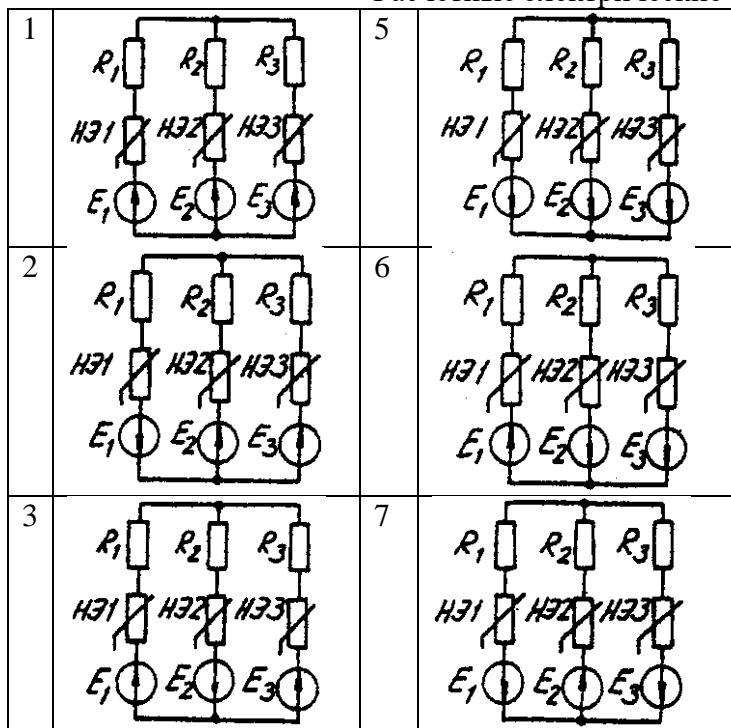 1
R₁ R₂ R₃
НЭ1 НЭ2 НЭ3
E₁ E₂ E₃
5
R₁ R₂ R₃
НЭ1 НЭ2 НЭ3
E₁ E₂ E₃
2
R₁ R₂ R₃
НЭ1 НЭ2 НЭ3
E₁ E₂ E₃
6
R₁ R₂ R₃
НЭ1 НЭ2 НЭ3
E₁ E₂ E₃
3
R₁ R₂ R₃
НЭ1 НЭ2 НЭ3
E₁ E₂ E₃
7
R₁ R₂ R₃
НЭ1 НЭ2 НЭ3
E₁ E₂ E₃